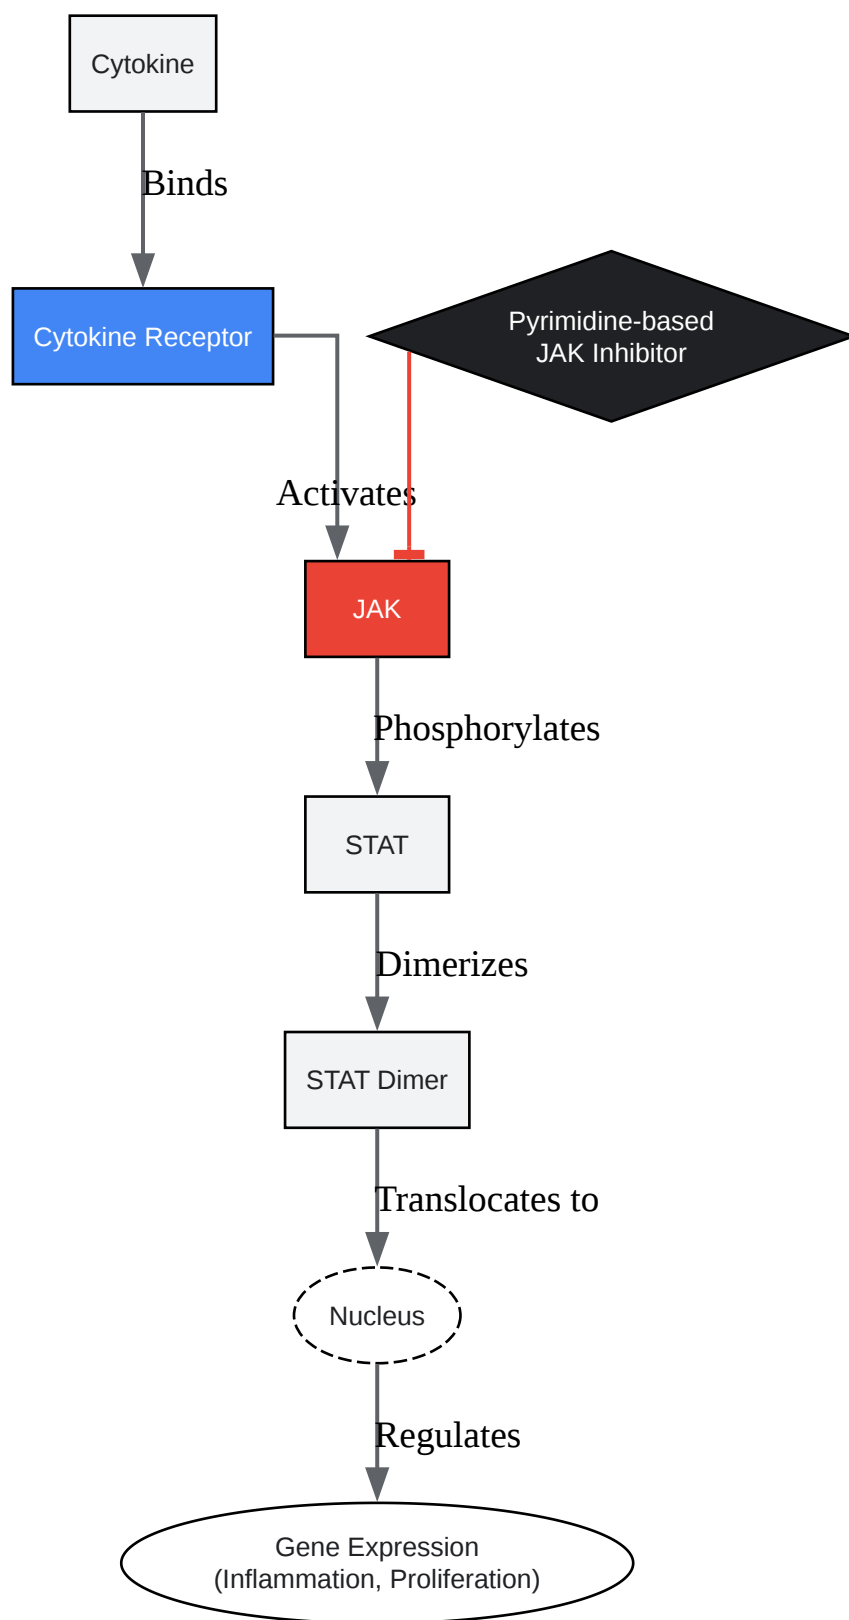 Cytokine
Binds
Cytokine Receptor
Pyrimidine-based
JAK Inhibitor
Activates
JAK
Phosphorylates
STAT
Dimerizes
STAT Dimer
Translocates to
Nucleus
Regulates
Gene Expression
(Inflammation, Proliferation)